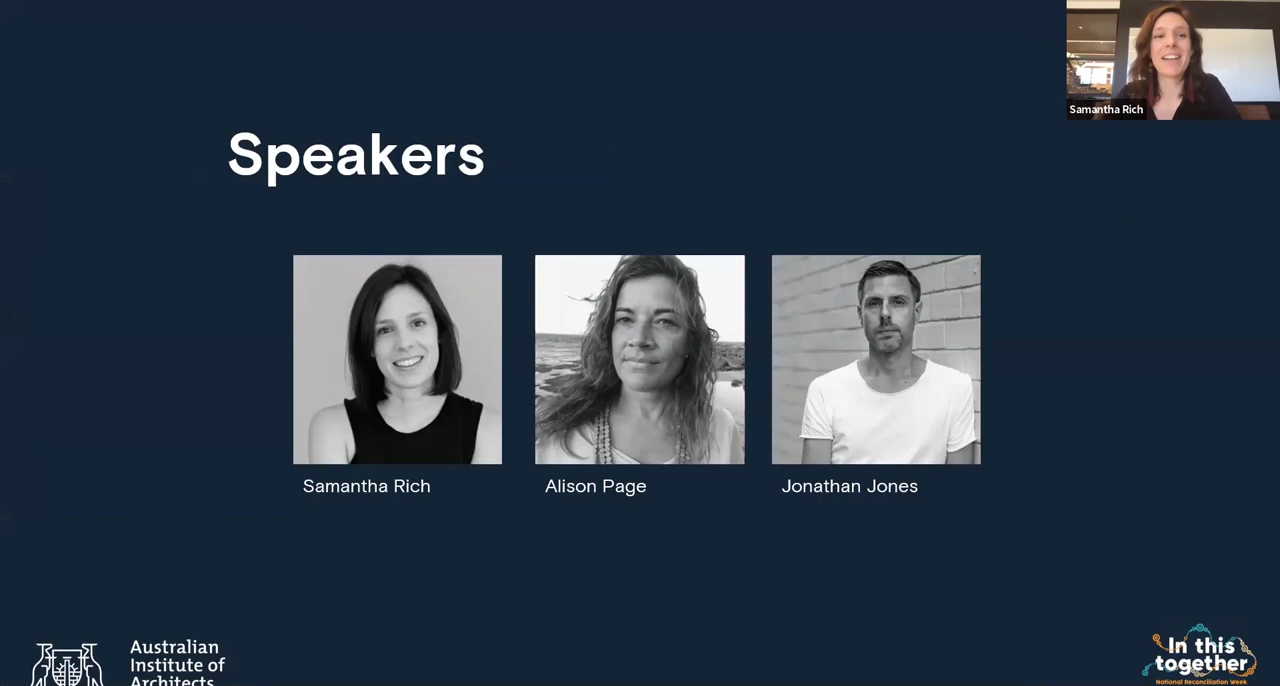 Samantha Rich
Speakers
Samantha Rich
Alison Page
Jonathan Jones
Australian
Institute of
Architects
In this
together
National Reconciliation Week